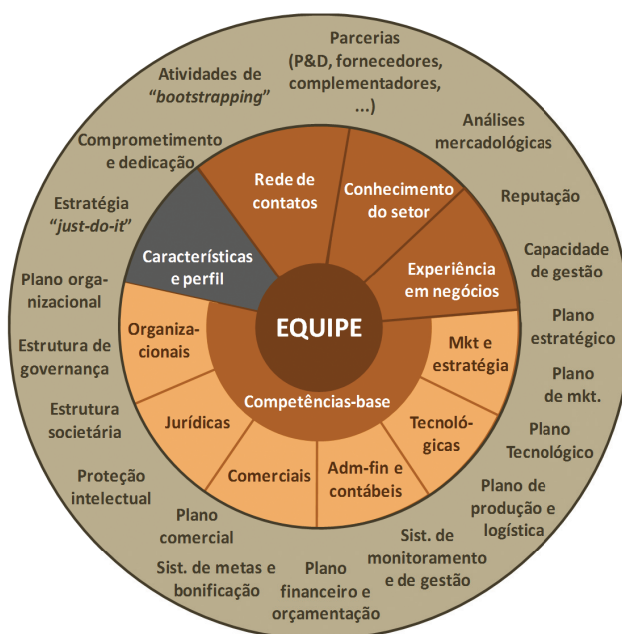 Parcerias
(P&D, fornecedores,
complementadores,
...)
Atividades de
“bootstrapping”
Análises
mercadológicas
Comprometimento
e dedicação
Reputação
Estratégia
“just-do-it”
Capacidade
de gestão
Plano orga-
nizacional
Plano
estratégico
Estrutura de
governança
Plano
de mkt.
Estrutura
societária
Plano
Tecnológico
Proteção
intelectual
Plano de
produção e
logística
Plano
comercial
Sist. de
monitoramento
e de gestão
Sist. de metas e
bonificação
Plano
financeiro e
orçamentação
Rede de
contatos
Conhecimento
do setor
Características
e perfil
Experiência
em negócios
EQUIPE
Competências-base
Organiza-
cionais
Mkt e
estratégia
Jurídicas
Tecnoló-
gicas
Comerciais
Adm-fin e
contábeis